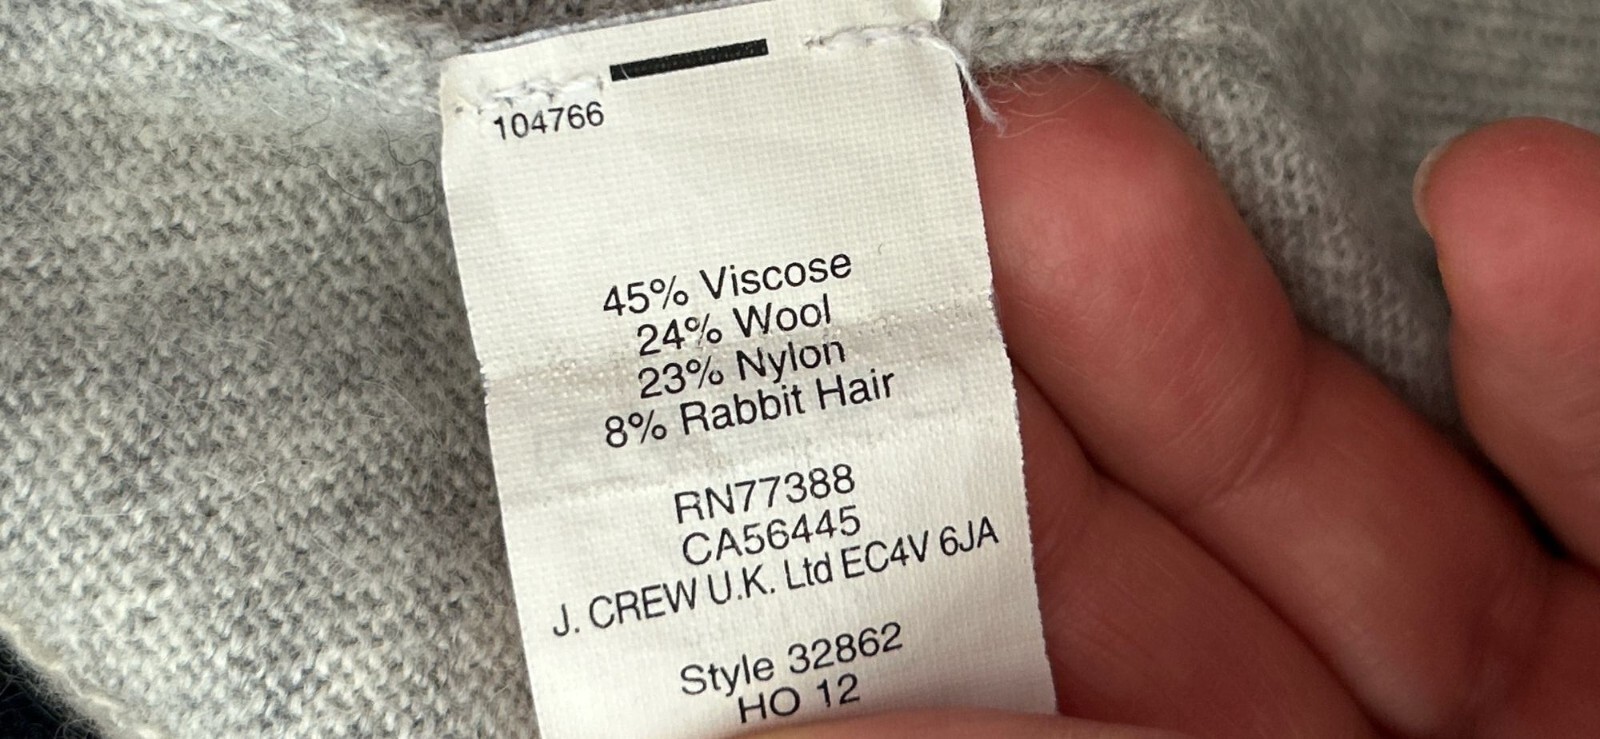 104766
45% Viscose
24% Wool
23% Nylon
8% Rabbit Hair
RN77388
CA56445
J. CREW U.K. Ltd EC4V 6JA
Style 32862
HO 12